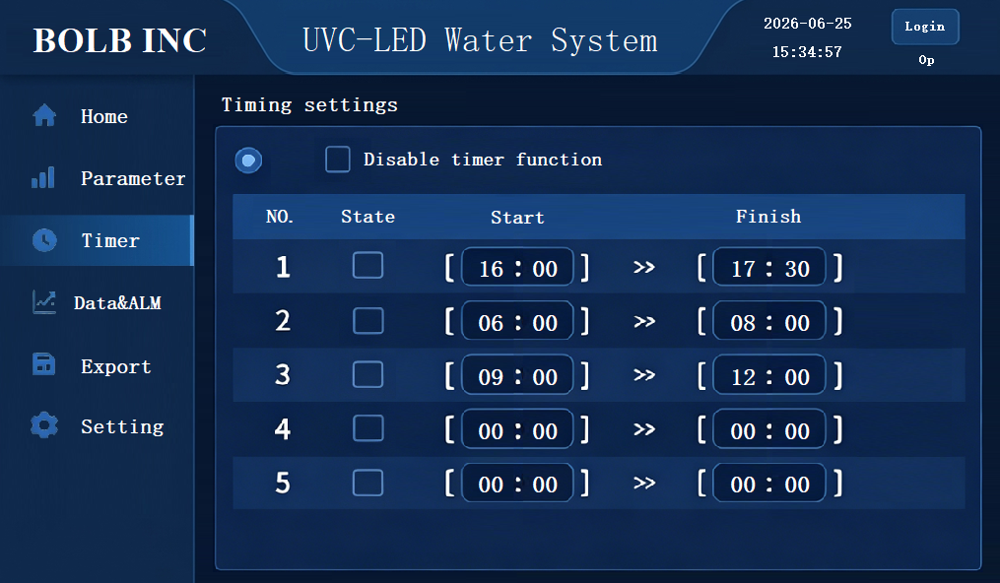 BOLB INC
UVC-LED Water System
2026-06-25
15:34:57
Login
Op
Home
Parameter
Timer
Data&ALM
Export
Setting
Timing settings
Disable timer function
NO. State Start Finish
1 [ 16 : 00 ] >> [ 17 : 30 ]
2 [ 06 : 00 ] >> [ 08 : 00 ]
3 [ 09 : 00 ] >> [ 12 : 00 ]
4 [ 00 : 00 ] >> [ 00 : 00 ]
5 [ 00 : 00 ] >> [ 00 : 00 ]